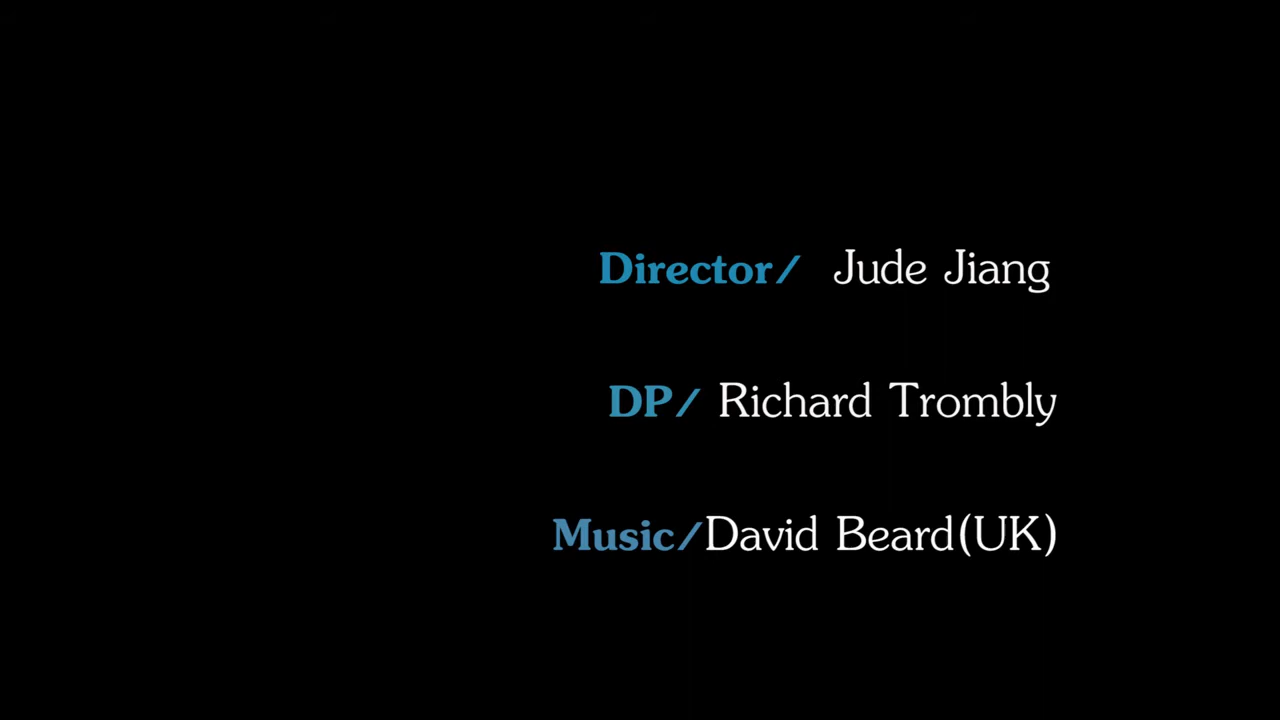 Director/ Jude Jiang
DP/ Richard Trombly
Music/David Beard(UK)